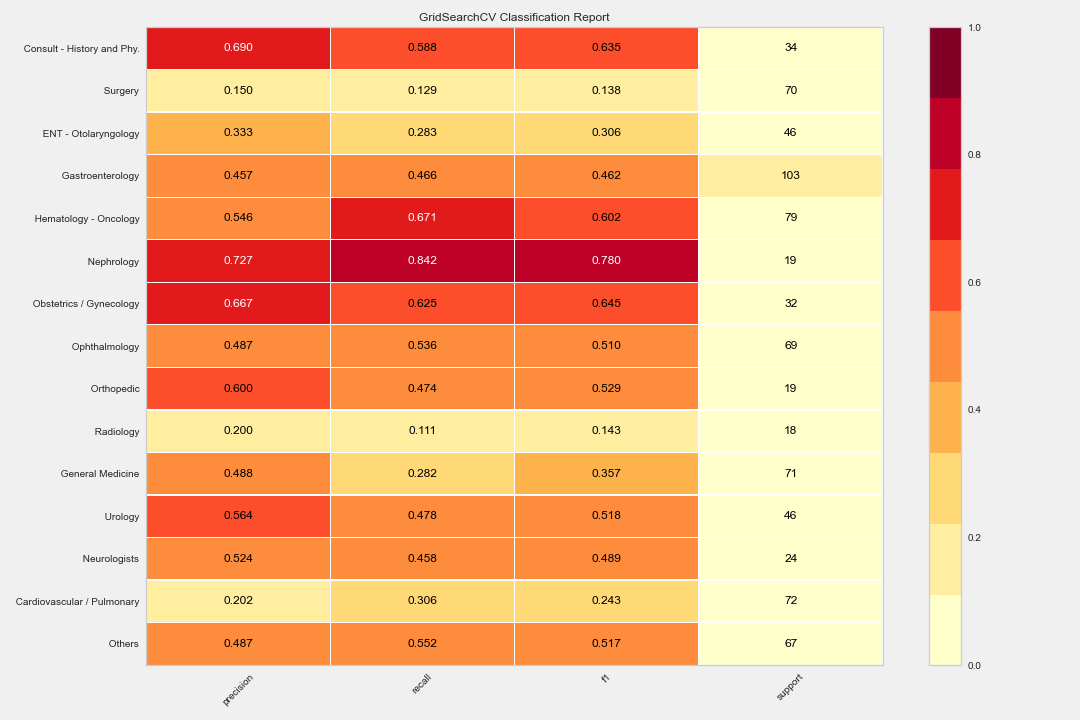 GridSearchCV Classification Report
Consult - History and Phy. 0.690 0.588 0.635 34
Surgery 0.150 0.129 0.138 70
ENT - Otolaryngology 0.333 0.283 0.306 46
Gastroenterology 0.457 0.466 0.462 103
Hematology - Oncology 0.546 0.671 0.602 79
Nephrology 0.727 0.842 0.780 19
Obstetrics / Gynecology 0.667 0.625 0.645 32
Ophthalmology 0.487 0.536 0.510 69
Orthopedic 0.600 0.474 0.529 19
Radiology 0.200 0.111 0.143 18
General Medicine 0.488 0.282 0.357 71
Urology 0.564 0.478 0.518 46
Neurologists 0.524 0.458 0.489 24
Cardiovascular / Pulmonary 0.202 0.306 0.243 72
Others 0.487 0.552 0.517 67
precision recall f1 support
1.0
0.8
0.6
0.4
0.2
0.0